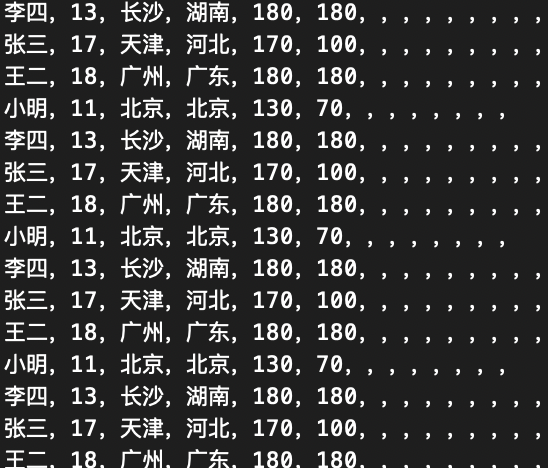 李四, 13, 长沙, 湖南, 180, 180, , , , , , , , ,
张三, 17, 天津, 河北, 170, 100, , , , , , , , ,
王二, 18, 广州, 广东, 180, 180, , , , , , , , ,
小明, 11, 北京, 北京, 130, 70, , , , , , , ,
李四, 13, 长沙, 湖南, 180, 180, , , , , , , , ,
张三, 17, 天津, 河北, 170, 100, , , , , , , , ,
王二, 18, 广州, 广东, 180, 180, , , , , , , , ,
小明, 11, 北京, 北京, 130, 70, , , , , , , ,
李四, 13, 长沙, 湖南, 180, 180, , , , , , , , ,
张三, 17, 天津, 河北, 170, 100, , , , , , , , ,
王二, 18, 广州, 广东, 180, 180, , , , , , , , ,
小明, 11, 北京, 北京, 130, 70, , , , , , , ,
李四, 13, 长沙, 湖南, 180, 180, , , , , , , , ,
张三, 17, 天津, 河北, 170, 100, , , , , , , , ,
王二, 18, 广州, 广东, 180, 180, , , , , , , , ,